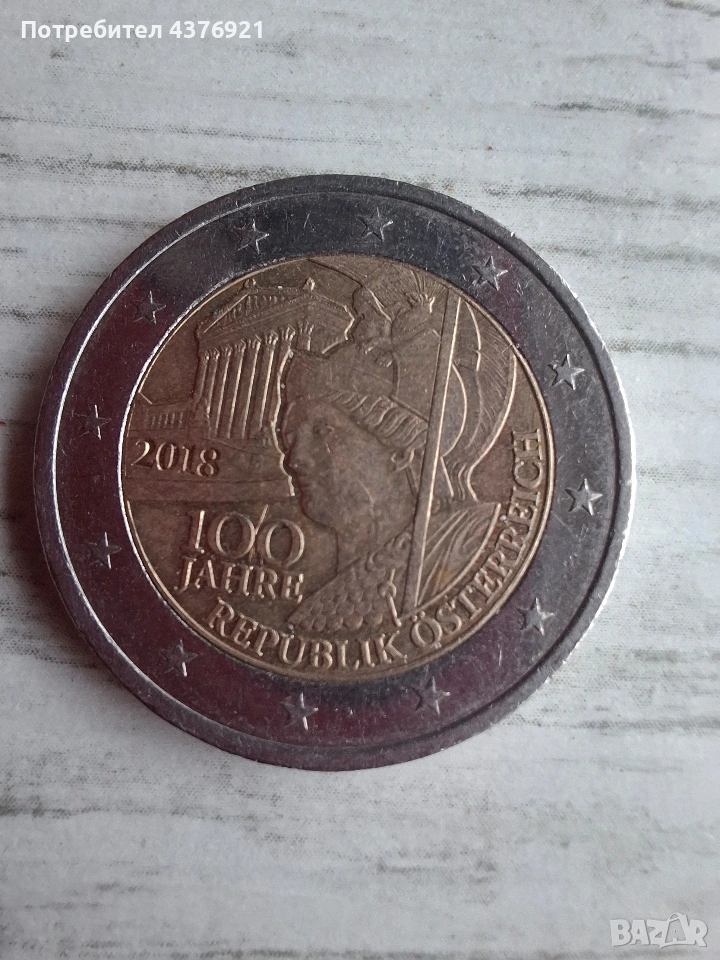 Потребител 4376921
2018
100
JAHRE
REPUBLIK ÖSTERREICH
BAZAR